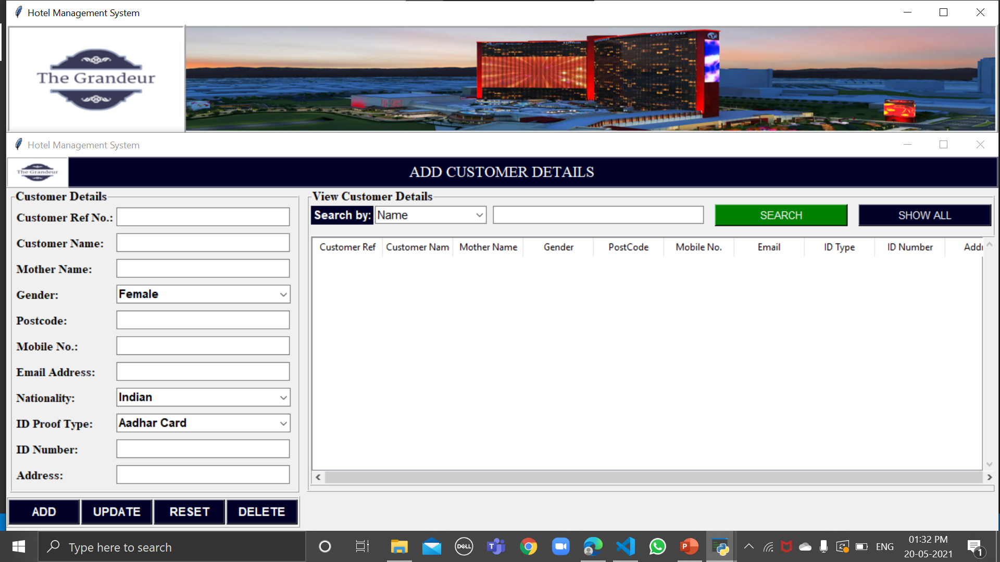 Hotel Management System
The Grandeur
CONRAD
Hilton
Hotel Management System
The Grandeur
ADD CUSTOMER DETAILS
Customer Details
Customer Ref No.:
Customer Name:
Mother Name:
Gender: Female
Postcode:
Mobile No.:
Email Address:
Nationality: Indian
ID Proof Type: Aadhar Card
ID Number:
Address:
ADD UPDATE RESET DELETE
View Customer Details
Search by: Name SEARCH SHOW ALL
Customer Ref Customer Nam Mother Name Gender PostCode Mobile No. Email ID Type ID Number Addr
Type here to search
DELL
T
P
ENG
01:32 PM
20-05-2021
1